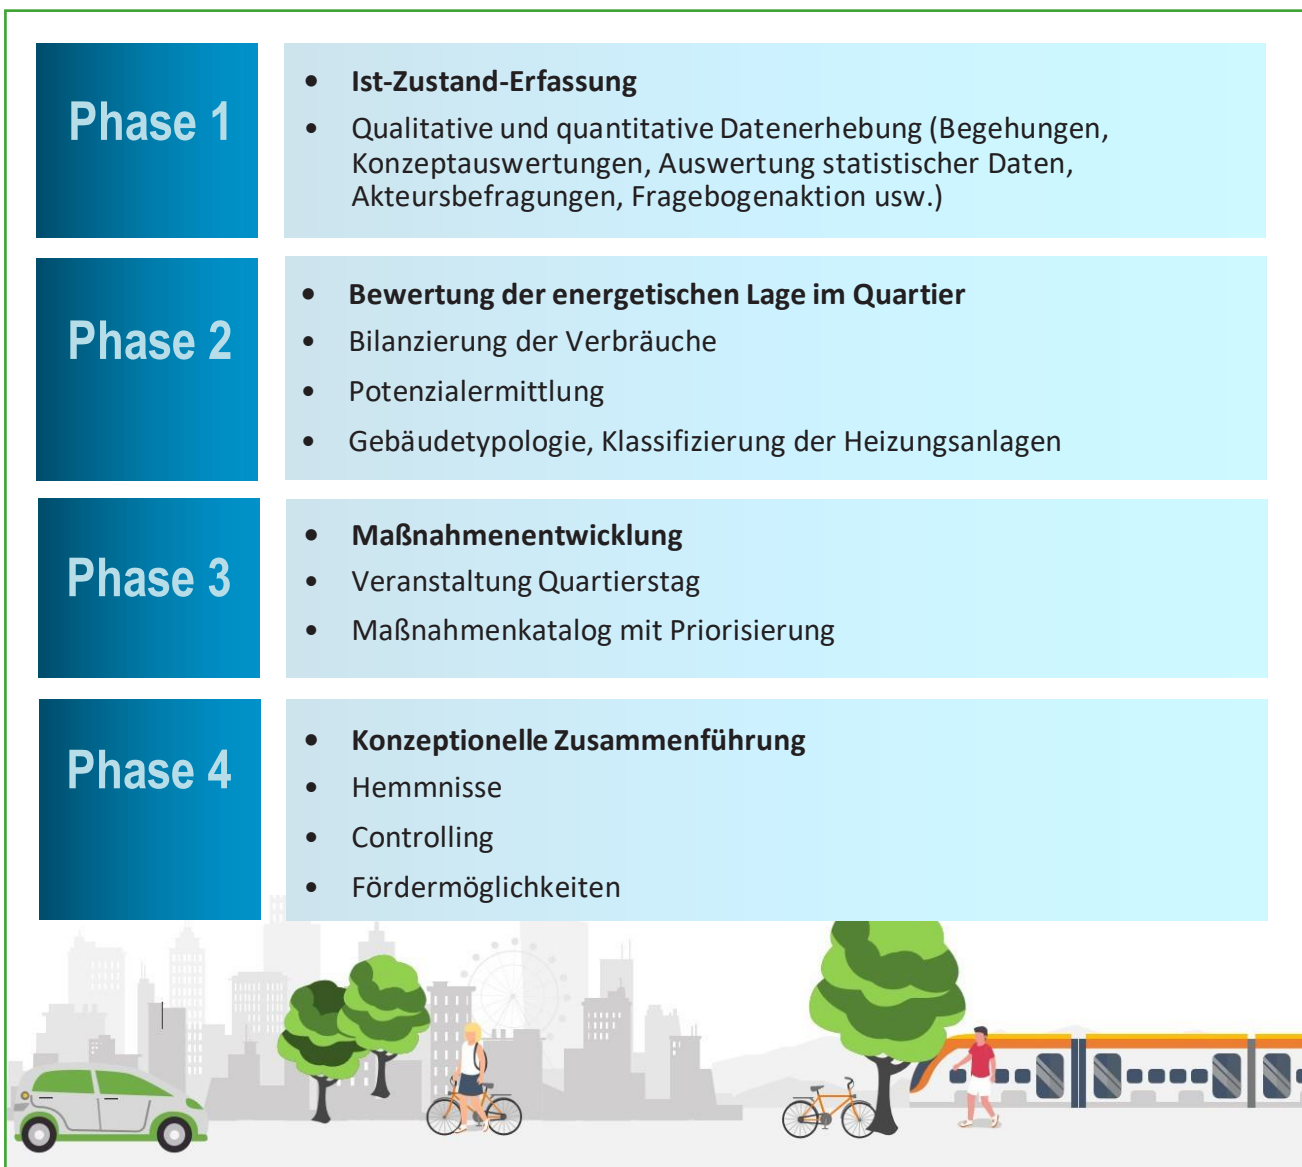 Phase 1
• Ist-Zustand-Erfassung
• Qualitative und quantitative Datenerhebung (Begehungen,
Konzeptauswertungen, Auswertung statistischer Daten,
Akteursbefragungen, Fragebogenaktion usw.)
Phase 2
• Bewertung der energetischen Lage im Quartier
• Bilanzierung der Verbräuche
• Potenzialermittlung
• Gebäudetypologie, Klassifizierung der Heizungsanlagen
Phase 3
• Maßnahmenentwicklung
• Veranstaltung Quartierstag
• Maßnahmenkatalog mit Priorisierung
Phase 4
• Konzeptionelle Zusammenführung
• Hemmnisse
• Controlling
• Fördermöglichkeiten